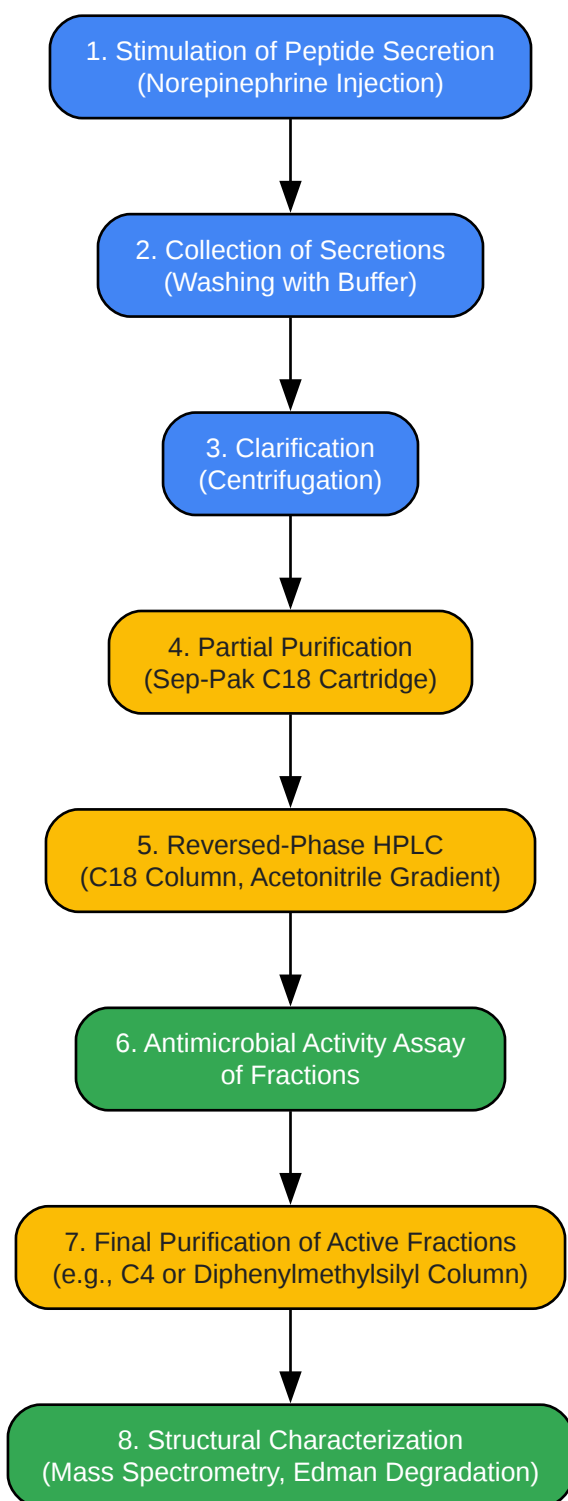 1. Stimulation of Peptide Secretion
(Norepinephrine Injection)
2. Collection of Secretions
(Washing with Buffer)
3. Clarification
(Centrifugation)
4. Partial Purification
(Sep-Pak C18 Cartridge)
5. Reversed-Phase HPLC
(C18 Column, Acetonitrile Gradient)
6. Antimicrobial Activity Assay
of Fractions
7. Final Purification of Active Fractions
(e.g., C4 or Diphenylmethylsilyl Column)
8. Structural Characterization
(Mass Spectrometry, Edman Degradation)